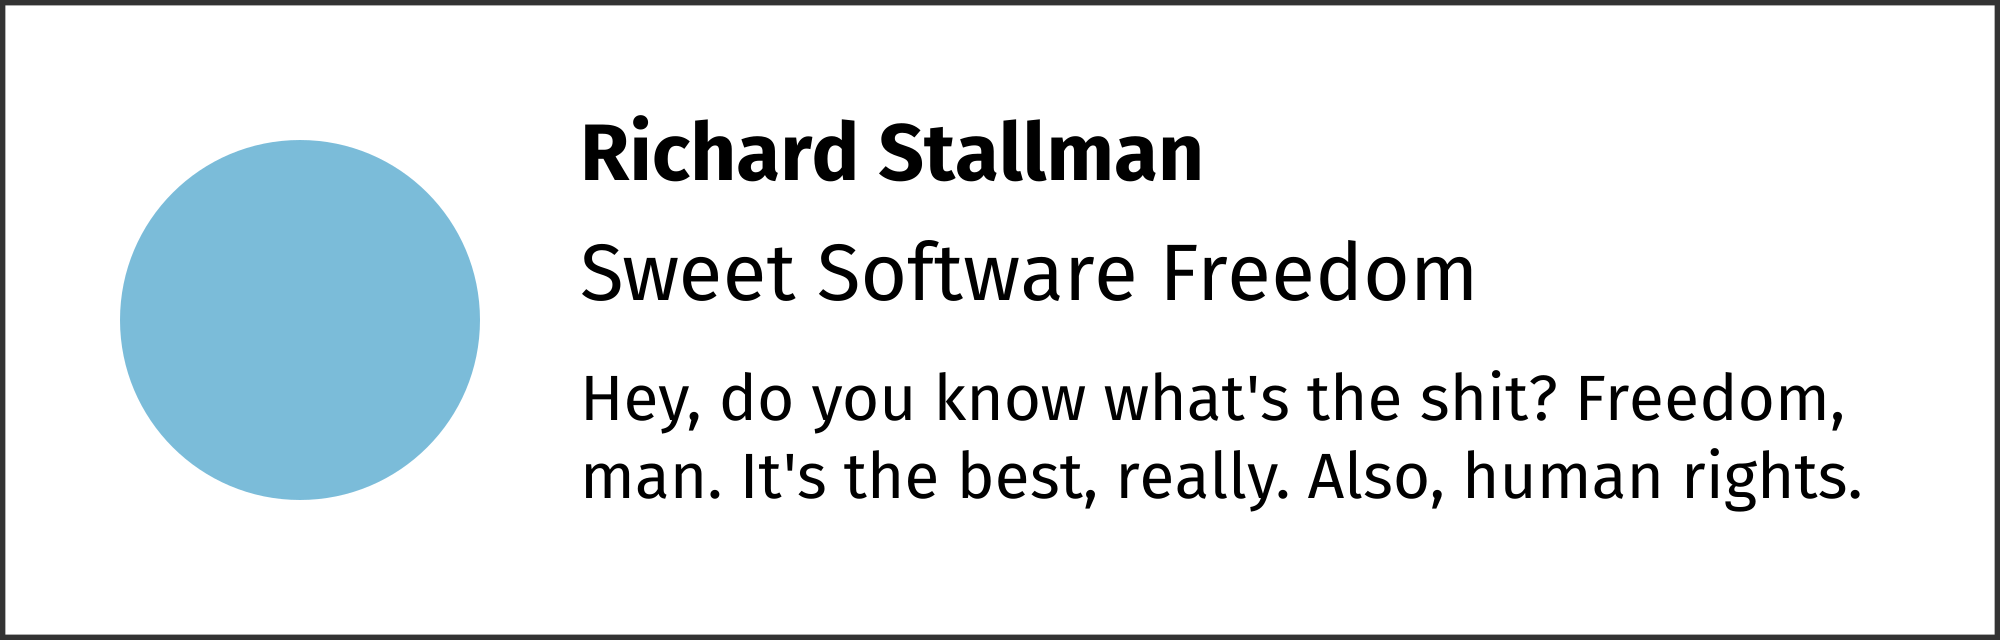 Richard Stallman
Sweet Software Freedom
Hey, do you know what's the shit? Freedom,
man. It's the best, really. Also, human rights.